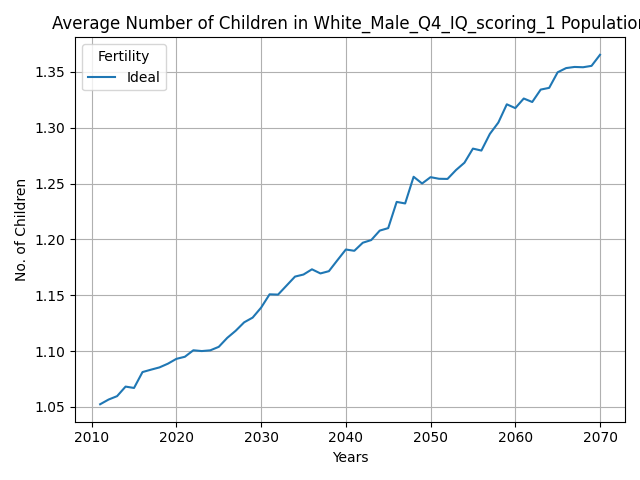 Average Number of Children in White_Male_Q4_IQ_scoring_1 Population
Fertility
Ideal
No. of Children
1.35
1.30
1.25
1.20
1.15
1.10
1.05
2010 2020 2030 2040 2050 2060 2070
Years